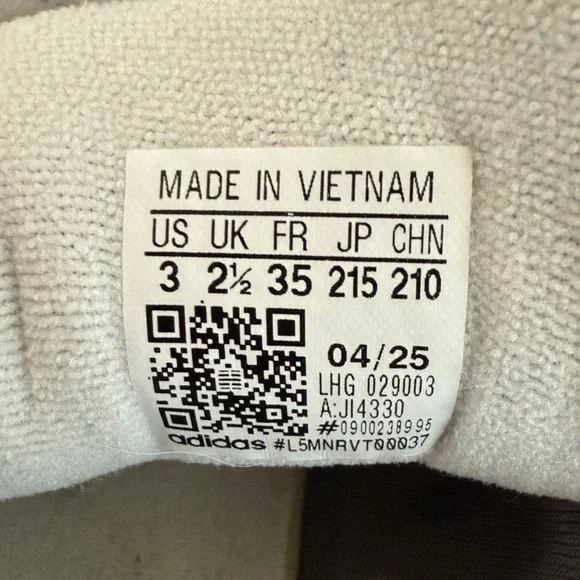 MADE IN VIETNAM
US UK FR JP CHN
3 2½ 35 215 210
04/25
LHG 029003
A:JI4330
#0900238995
adidas #L5MNRVT00037